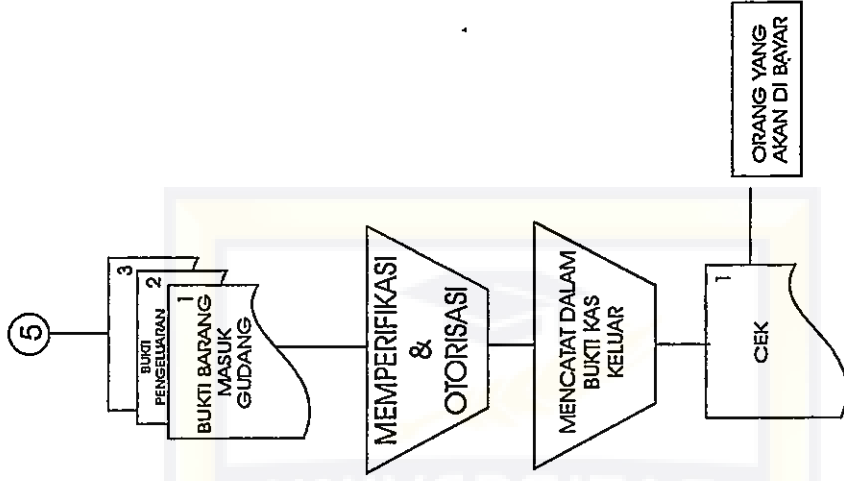 5
3
2
BUKTI
PENGELUARAN
1
BUKTI BARANG
MASUK
GUDANG
MEMPERIFIKASI
&
OTORISASI
MENCATAT DALAM
BUKTI KAS
KELUAR
1
CEK
ORANG YANG
AKAN DI BAYAR